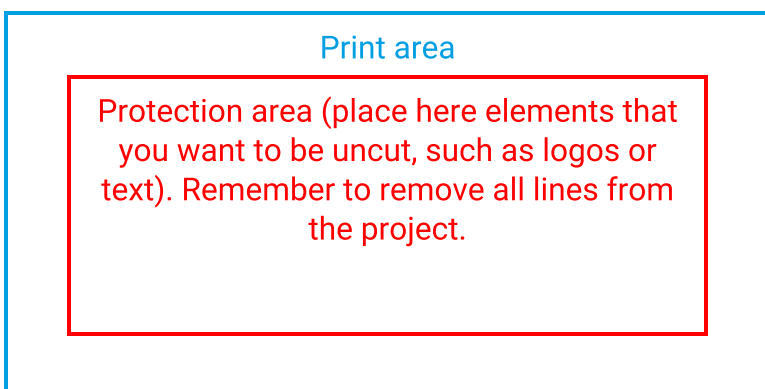 Print area
Protection area (place here elements that
you want to be uncut, such as logos or
text). Remember to remove all lines from
the project.